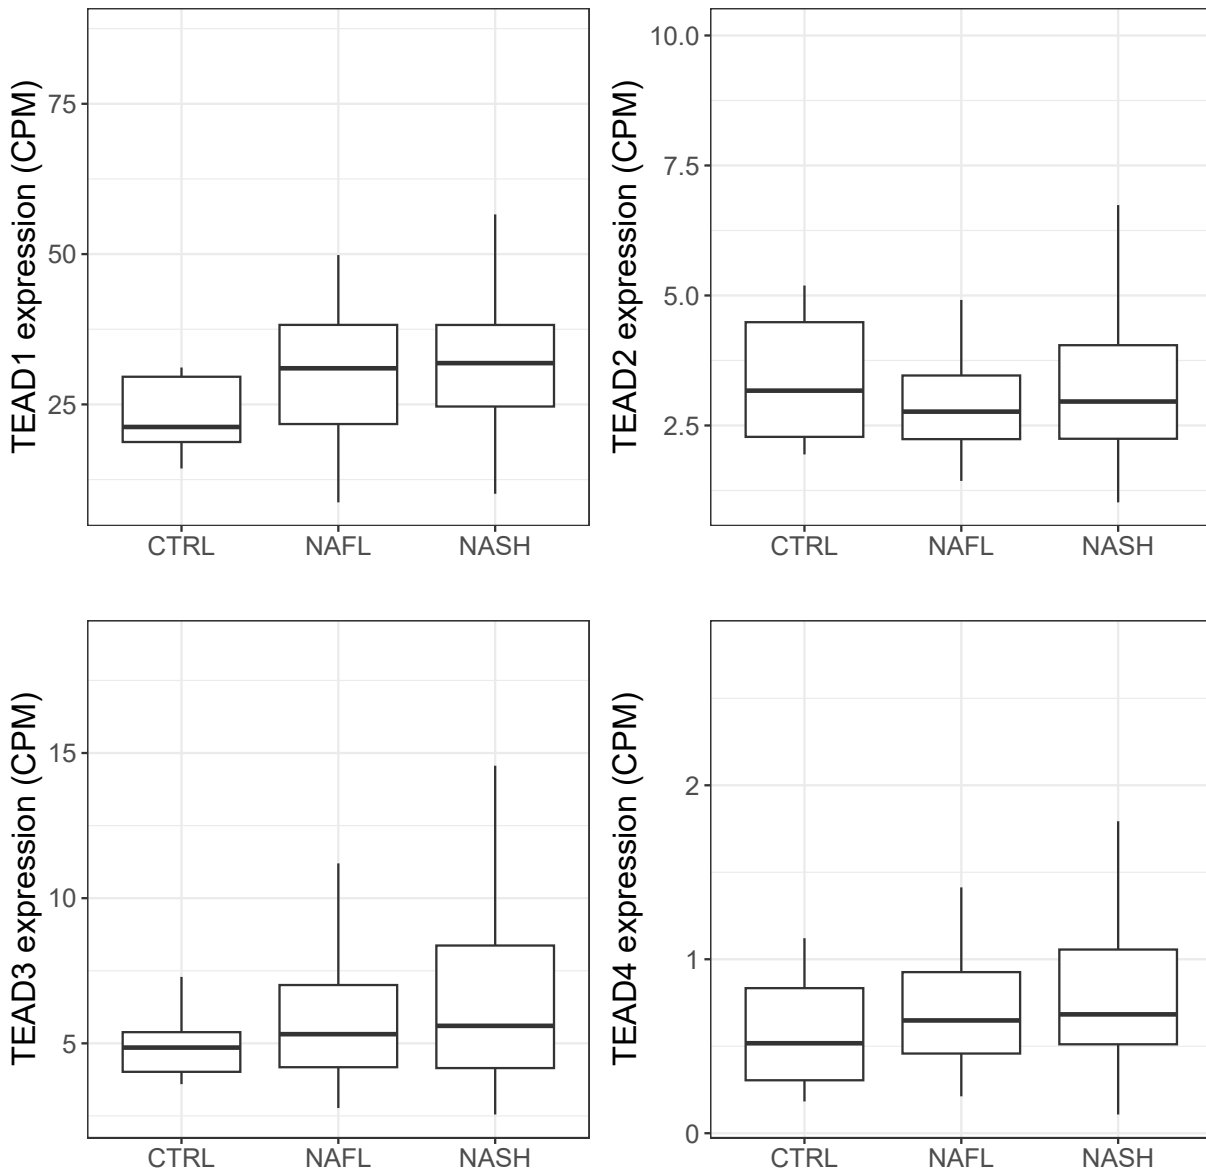 TEAD1 expression (CPM)
75
50
25
CTRL NAFL NASH
TEAD2 expression (CPM)
10.0
7.5
5.0
2.5
CTRL NAFL NASH
TEAD3 expression (CPM)
15
10
5
CTRL NAFL NASH
TEAD4 expression (CPM)
2
1
0
CTRL NAFL NASH